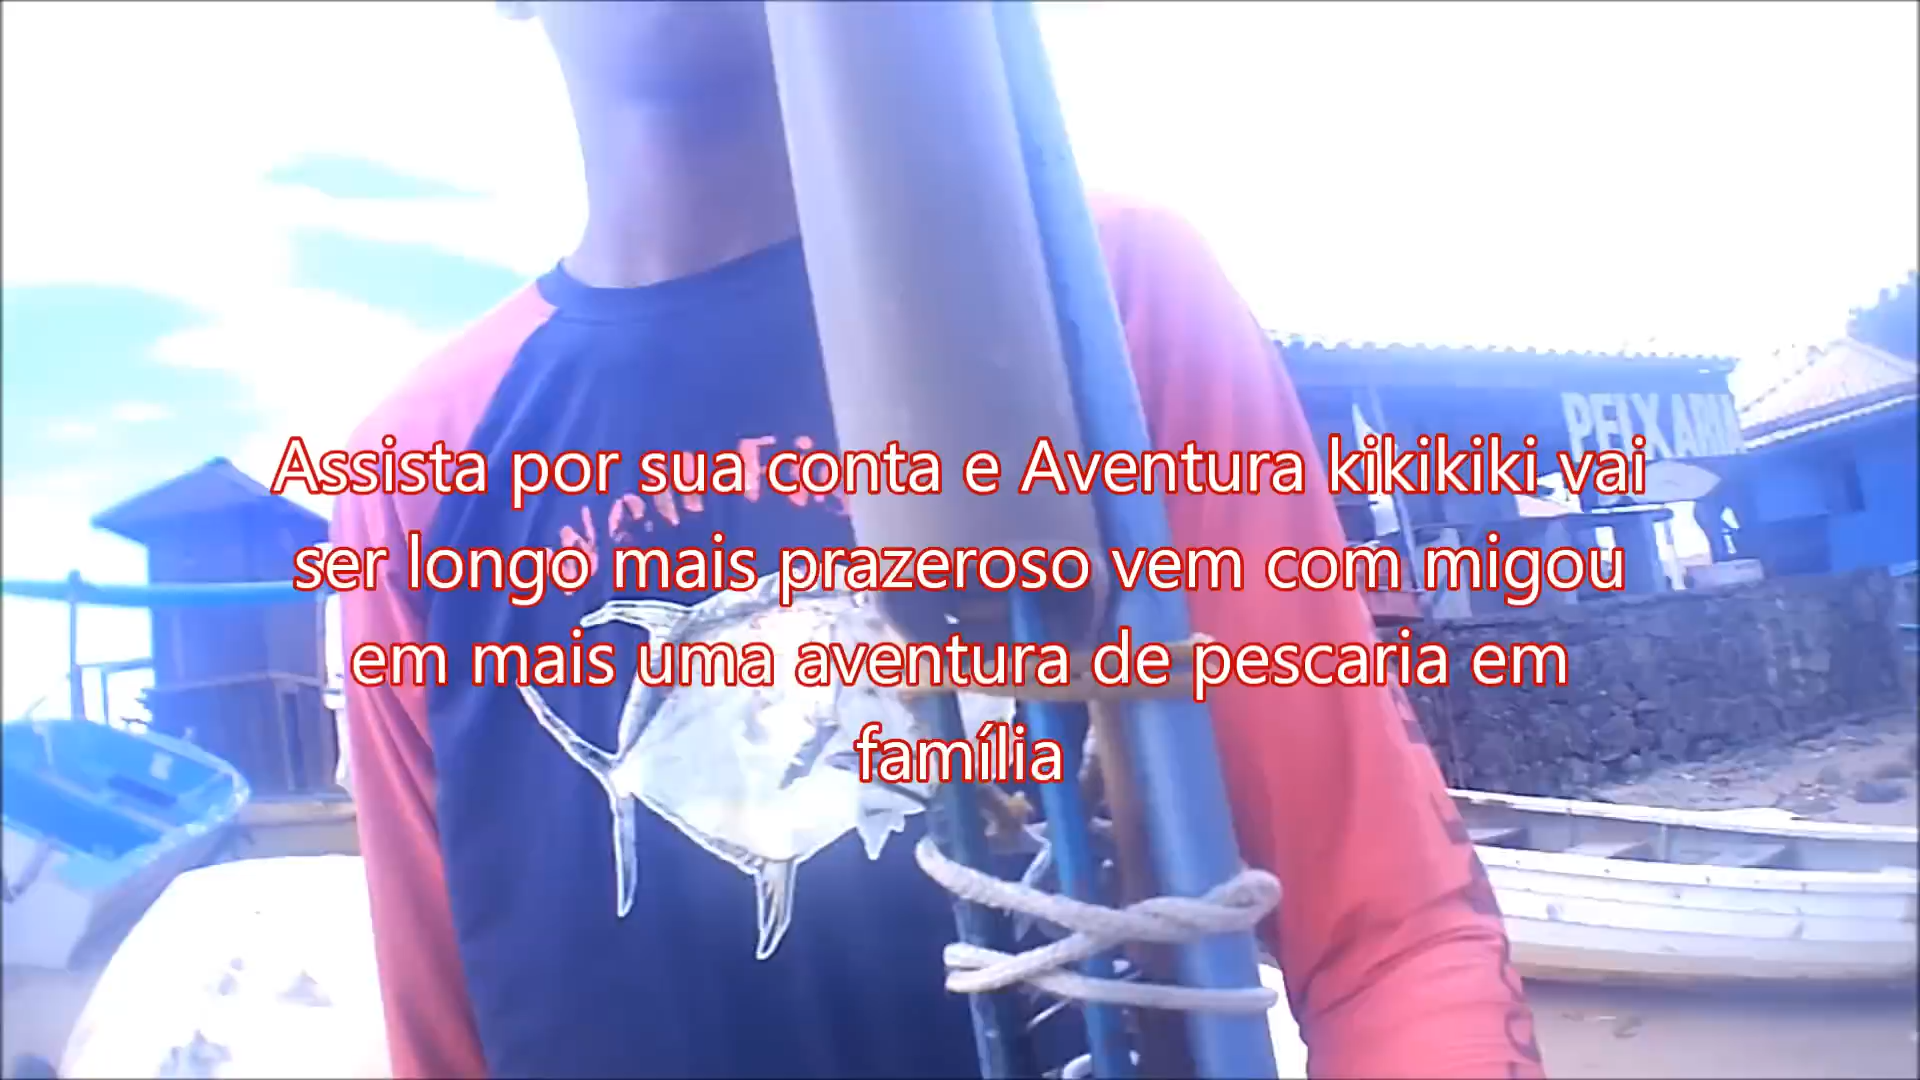 PEIXARIA
Assista por sua conta e Aventura kikikiki vai
ser longo mais prazeroso vem com migou
em mais uma aventura de pescaria em
família